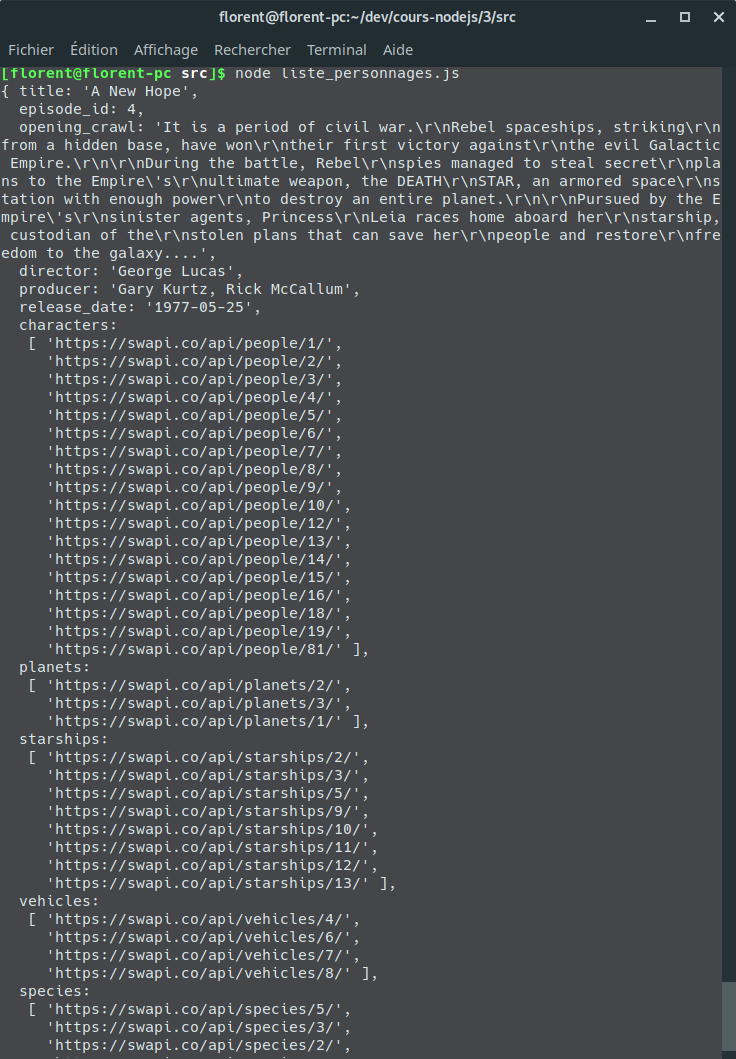 florent@florent-pc:~/dev/cours-nodejs/3/src
Fichier Édition Affichage Rechercher Terminal Aide
[florent@florent-pc src]$ node liste_personnages.js
{ title: 'A New Hope',
  episode_id: 4,
  opening_crawl: 'It is a period of civil war.\r\nRebel spaceships, striking\r\n
from a hidden base, have won\r\ntheir first victory against\r\nthe evil Galactic
 Empire.\r\n\r\nDuring the battle, Rebel\r\nspies managed to steal secret\r\npla
ns to the Empire\'s\r\nultimate weapon, the DEATH\r\nSTAR, an armored space\r\ns
tation with enough power\r\nto destroy an entire planet.\r\n\r\nPursued by the E
mpire\'s\r\nsinister agents, Princess\r\nLeia races home aboard her\r\nstarship,
 custodian of the\r\nstolen plans that can save her\r\npeople and restore\r\nfre
edom to the galaxy....',
  director: 'George Lucas',
  producer: 'Gary Kurtz, Rick McCallum',
  release_date: '1977-05-25',
  characters:
   [ 'https://swapi.co/api/people/1/',
     'https://swapi.co/api/people/2/',
     'https://swapi.co/api/people/3/',
     'https://swapi.co/api/people/4/',
     'https://swapi.co/api/people/5/',
     'https://swapi.co/api/people/6/',
     'https://swapi.co/api/people/7/',
     'https://swapi.co/api/people/8/',
     'https://swapi.co/api/people/9/',
     'https://swapi.co/api/people/10/',
     'https://swapi.co/api/people/12/',
     'https://swapi.co/api/people/13/',
     'https://swapi.co/api/people/14/',
     'https://swapi.co/api/people/15/',
     'https://swapi.co/api/people/16/',
     'https://swapi.co/api/people/18/',
     'https://swapi.co/api/people/19/',
     'https://swapi.co/api/people/81/' ],
  planets:
   [ 'https://swapi.co/api/planets/2/',
     'https://swapi.co/api/planets/3/',
     'https://swapi.co/api/planets/1/' ],
  starships:
   [ 'https://swapi.co/api/starships/2/',
     'https://swapi.co/api/starships/3/',
     'https://swapi.co/api/starships/5/',
     'https://swapi.co/api/starships/9/',
     'https://swapi.co/api/starships/10/',
     'https://swapi.co/api/starships/11/',
     'https://swapi.co/api/starships/12/',
     'https://swapi.co/api/starships/13/' ],
  vehicles:
   [ 'https://swapi.co/api/vehicles/4/',
     'https://swapi.co/api/vehicles/6/',
     'https://swapi.co/api/vehicles/7/',
     'https://swapi.co/api/vehicles/8/' ],
  species:
   [ 'https://swapi.co/api/species/5/',
     'https://swapi.co/api/species/3/',
     'https://swapi.co/api/species/2/',